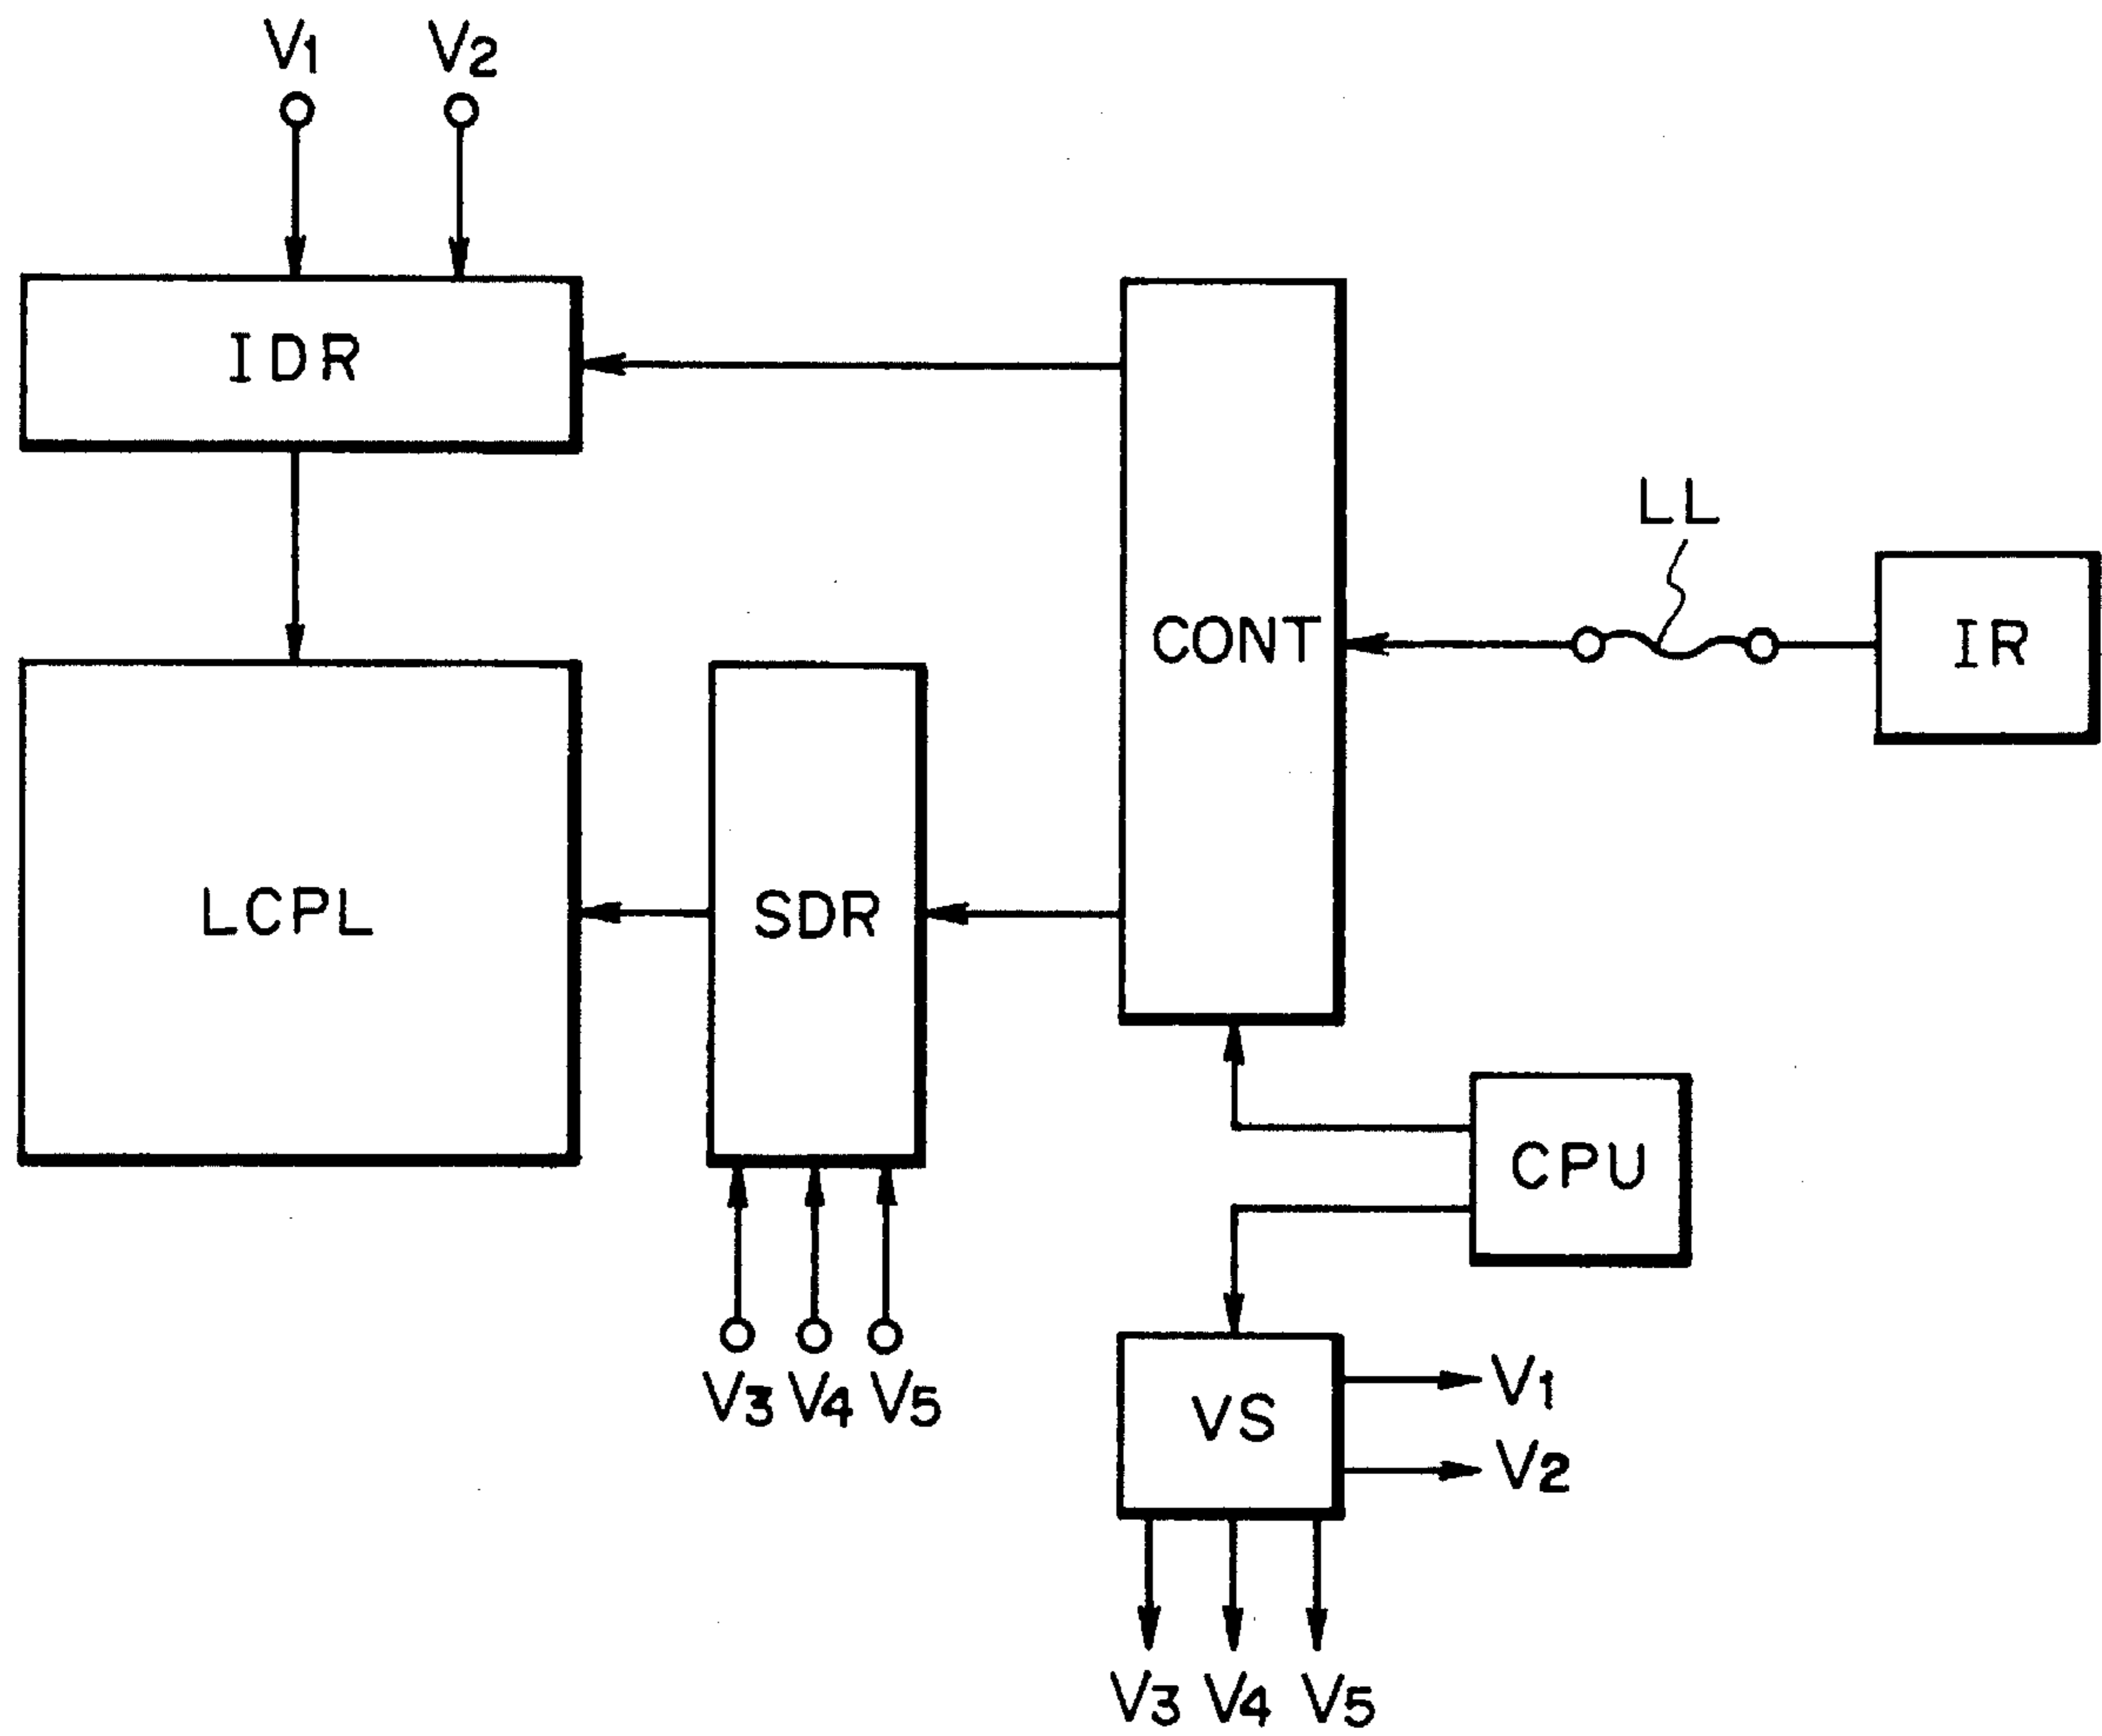 V1 V2
IDR
LL
CONT
IR
LCPL
SDR
CPU
V3 V4 V5
VS
V1
V2
V3 V4 V5